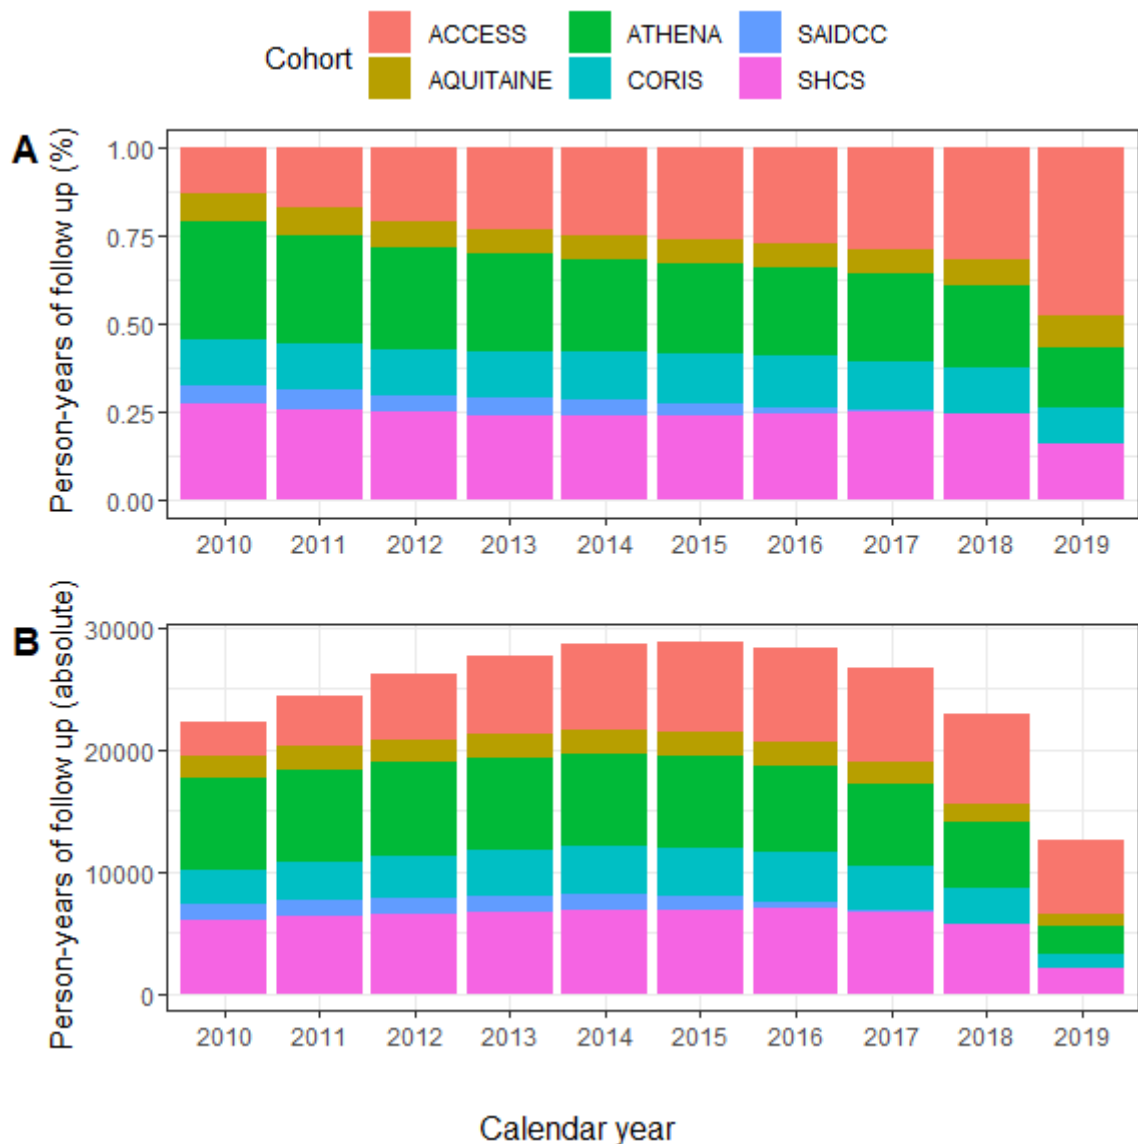 Cohort
ACCESS ATHENA SAIDCC
AQUITAINE CORIS SHCS
A
Person-years of follow up (%)
1.00
0.75
0.50
0.25
0.00
2010 2011 2012 2013 2014 2015 2016 2017 2018 2019
B
Person-years of follow up (absolute)
30000
20000
10000
0
2010 2011 2012 2013 2014 2015 2016 2017 2018 2019
Calendar year